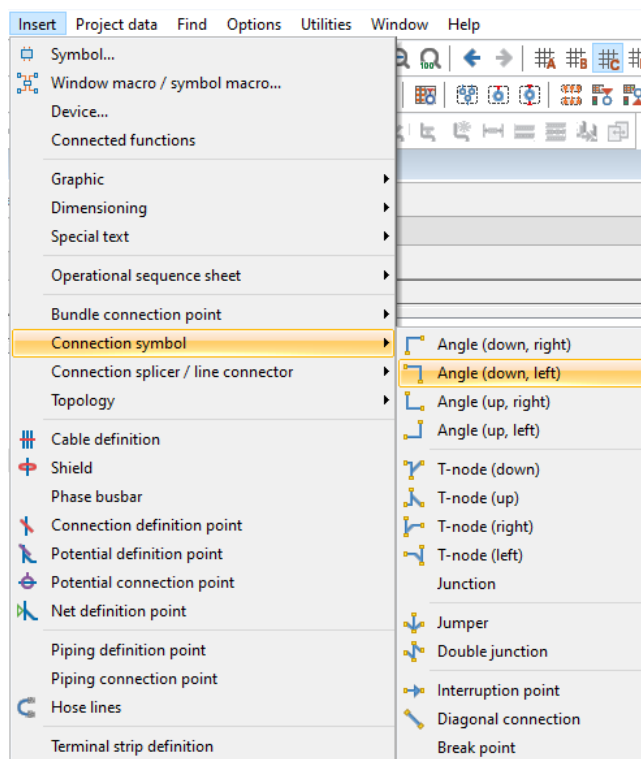 Insert Project data Find Options Utilities Window Help
Symbol...
Window macro / symbol macro...
Device...
Connected functions
Graphic
Dimensioning
Special text
Operational sequence sheet
Bundle connection point
Connection symbol
Connection splicer / line connector
Topology
Cable definition
Shield
Phase busbar
Connection definition point
Potential definition point
Potential connection point
Net definition point
Piping definition point
Piping connection point
Hose lines
Terminal strip definition
100
A
B
C
Angle (down, right)
Angle (down, left)
Angle (up, right)
Angle (up, left)
T-node (down)
T-node (up)
T-node (right)
T-node (left)
Junction
Jumper
Double junction
Interruption point
Diagonal connection
Break point